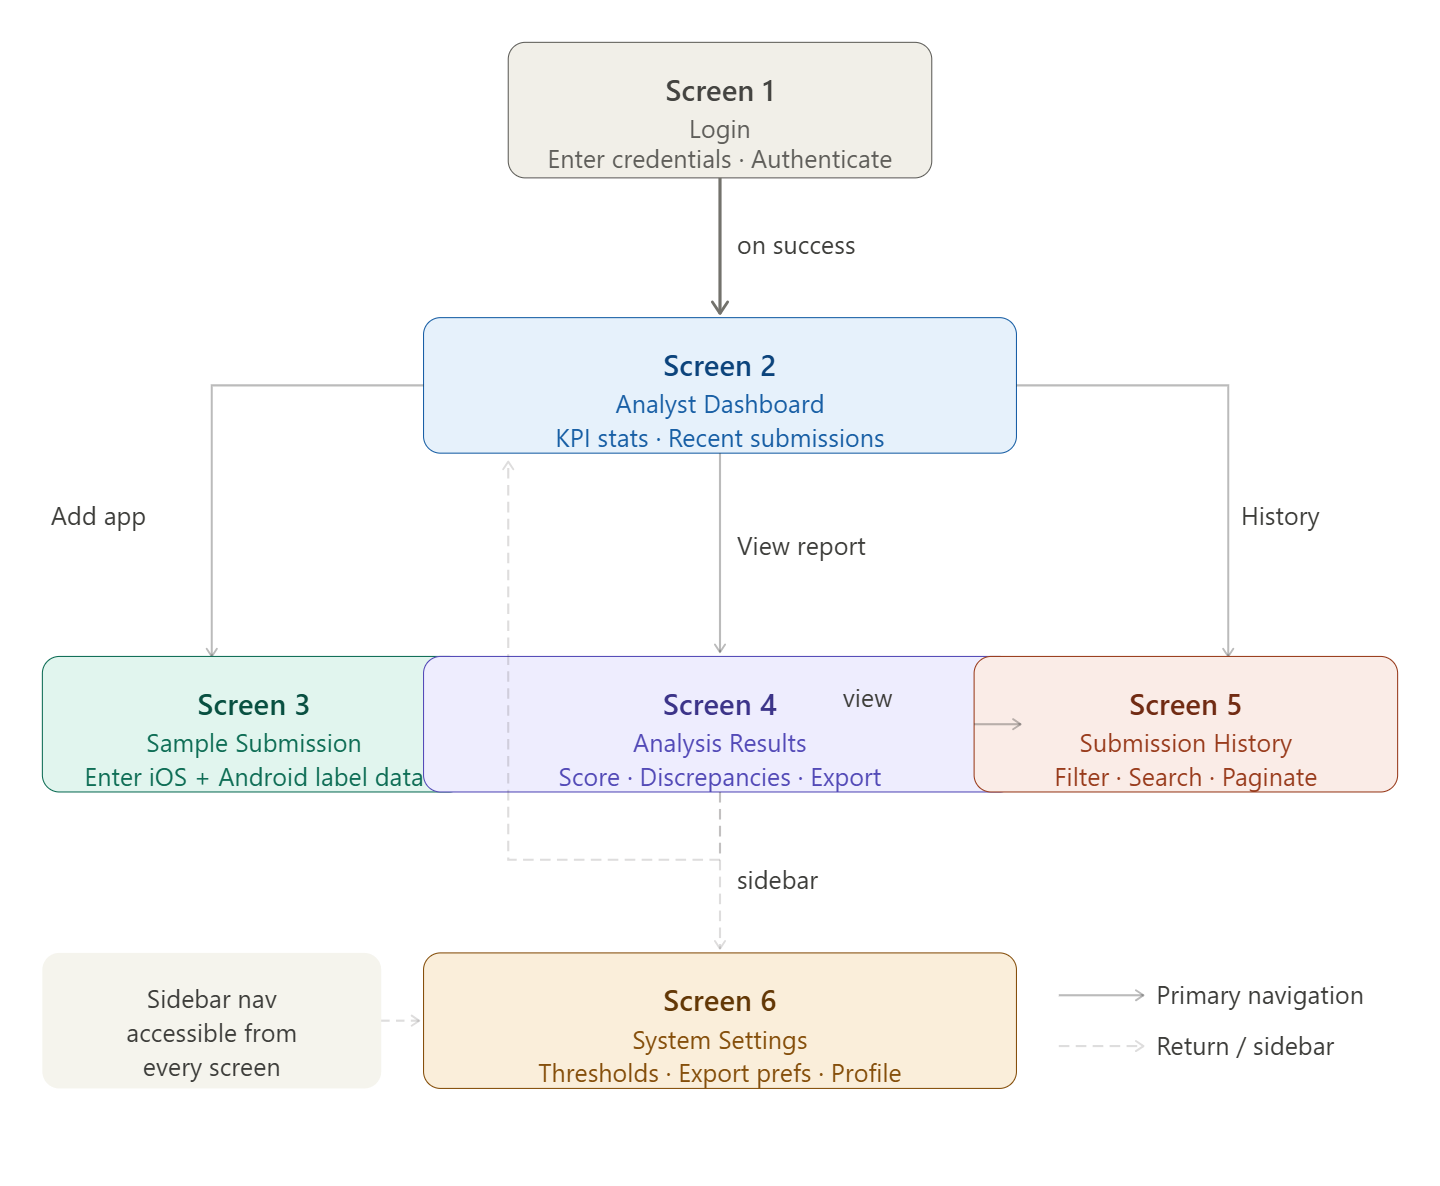 Screen 1
Login
Enter credentials · Authenticate
on success
Screen 2
Analyst Dashboard
KPI stats · Recent submissions
Add app
History
View report
Screen 3
Sample Submission
Enter iOS + Android label data
Screen 4
Analysis Results
Score · Discrepancies · Export
view
Screen 5
Submission History
Filter · Search · Paginate
sidebar
Sidebar nav
accessible from
every screen
Screen 6
System Settings
Thresholds · Export prefs · Profile
Primary navigation
Return / sidebar